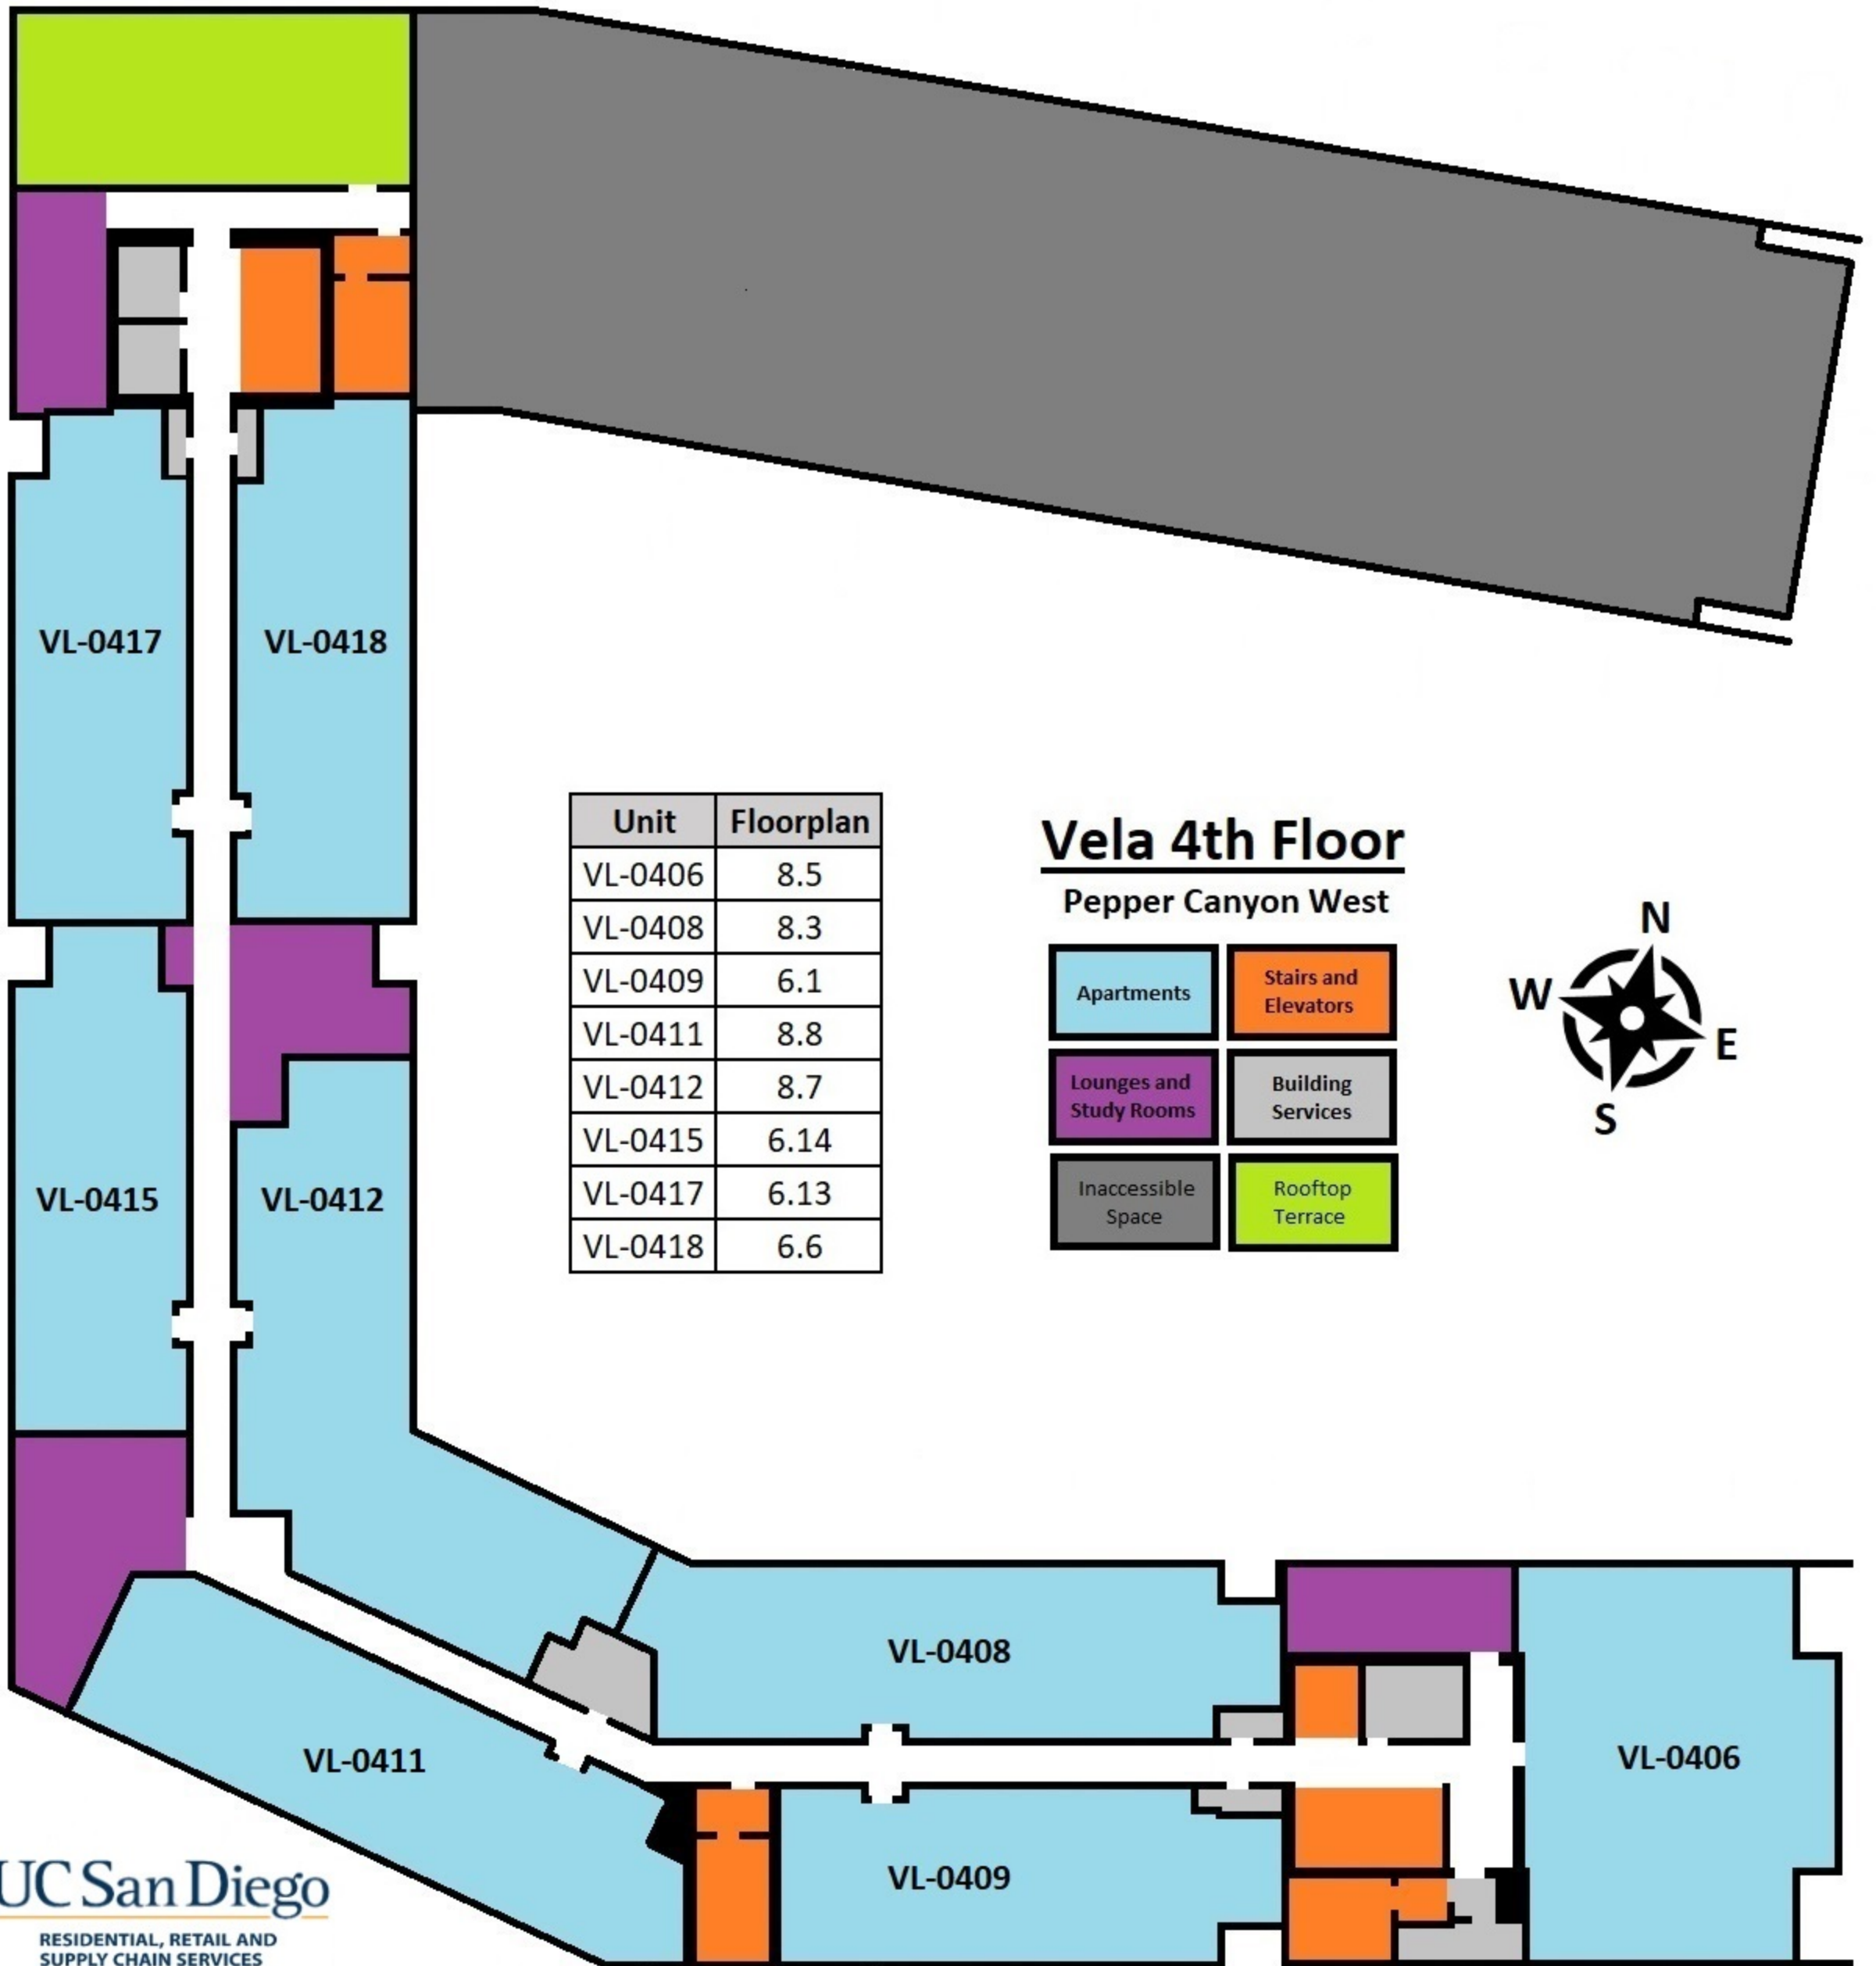 VL-0417
VL-0418
Unit Floorplan
VL-0406 8.5
VL-0408 8.3
VL-0409 6.1
VL-0411 8.8
VL-0412 8.7
VL-0415 6.14
VL-0417 6.13
VL-0418 6.6
Vela 4th Floor
Pepper Canyon West
Apartments
Stairs and
Elevators
Lounges and
Study Rooms
Building
Services
Inaccessible
Space
Rooftop
Terrace
N
W
E
S
VL-0415
VL-0412
VL-0408
VL-0411
VL-0406
VL-0409
UC San Diego
RESIDENTIAL, RETAIL AND
SUPPLY CHAIN SERVICES